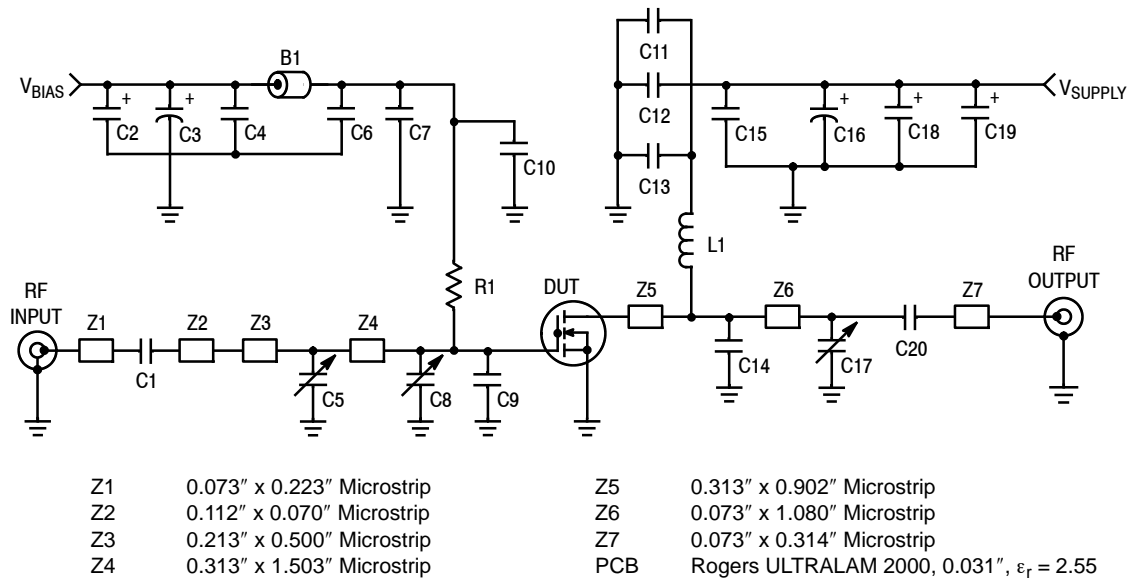 C11
B1
V_BIAS
+
+
C2
C3
C4
C6
C7
C10
C12
C13
V_SUPPLY
+
+
+
C15
C16
C18
C19
L1
R1
RF
INPUT
Z1
Z2
Z3
Z4
DUT
Z5
Z6
Z7
RF
OUTPUT
C1
C5
C8
C9
C14
C17
C20
Z1 0.073″ x 0.223″ Microstrip
Z2 0.112″ x 0.070″ Microstrip
Z3 0.213″ x 0.500″ Microstrip
Z4 0.313″ x 1.503″ Microstrip
Z5 0.313″ x 0.902″ Microstrip
Z6 0.073″ x 1.080″ Microstrip
Z7 0.073″ x 0.314″ Microstrip
PCB Rogers ULTRALAM 2000, 0.031″, εr = 2.55